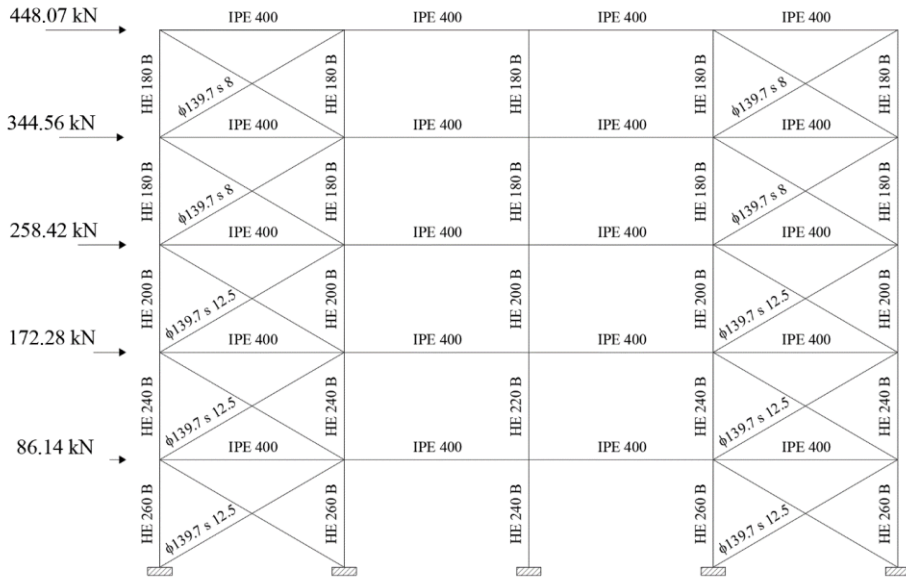 448.07 kN
IPE 400 IPE 400 IPE 400 IPE 400
HE 180 B HE 180 B HE 180 B HE 180 B HE 180 B
ϕ139.7 s 8 ϕ139.7 s 8
344.56 kN
IPE 400 IPE 400 IPE 400 IPE 400
HE 180 B HE 180 B HE 180 B HE 180 B HE 180 B
ϕ139.7 s 8 ϕ139.7 s 8
258.42 kN
IPE 400 IPE 400 IPE 400 IPE 400
HE 200 B HE 200 B HE 200 B HE 200 B HE 200 B
ϕ139.7 s 12.5 ϕ139.7 s 12.5
172.28 kN
IPE 400 IPE 400 IPE 400 IPE 400
HE 240 B HE 240 B HE 220 B HE 240 B HE 240 B
ϕ139.7 s 12.5 ϕ139.7 s 12.5
86.14 kN
IPE 400 IPE 400 IPE 400 IPE 400
HE 260 B HE 260 B HE 240 B HE 260 B HE 260 B
ϕ139.7 s 12.5 ϕ139.7 s 12.5